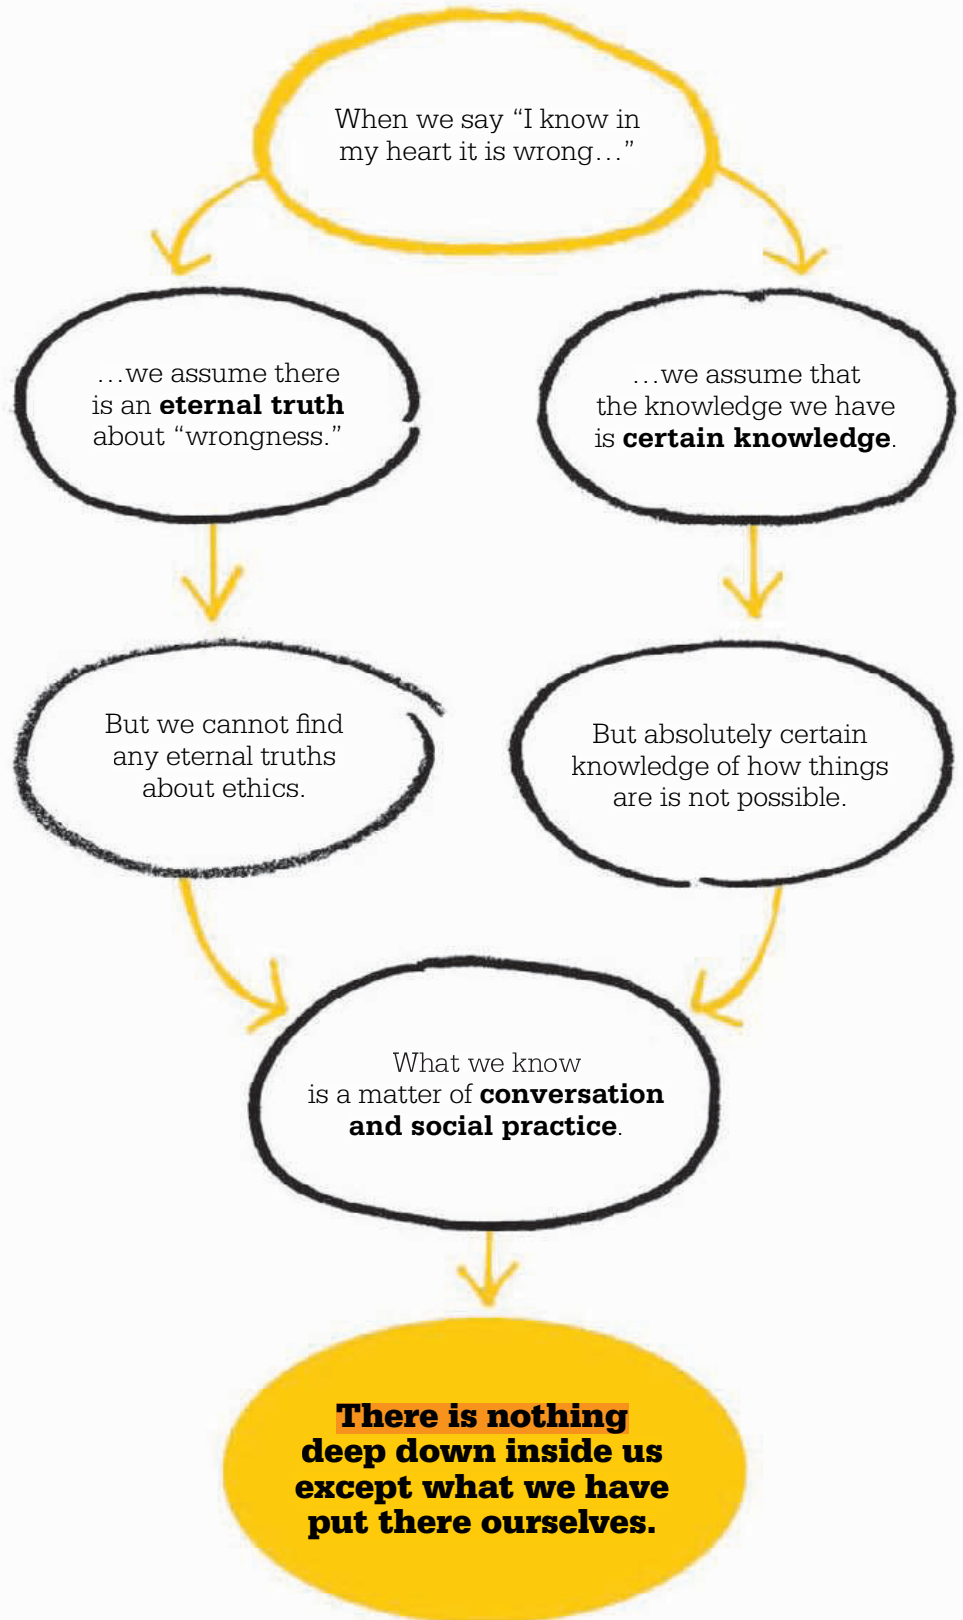 When we say “I know in
my heart it is wrong…”
…we assume there
is an eternal truth
about “wrongness.”
…we assume that
the knowledge we have
is certain knowledge.
But we cannot find
any eternal truths
about ethics.
But absolutely certain
knowledge of how things
are is not possible.
What we know
is a matter of conversation
and social practice.
There is nothing
deep down inside us
except what we have
put there ourselves.